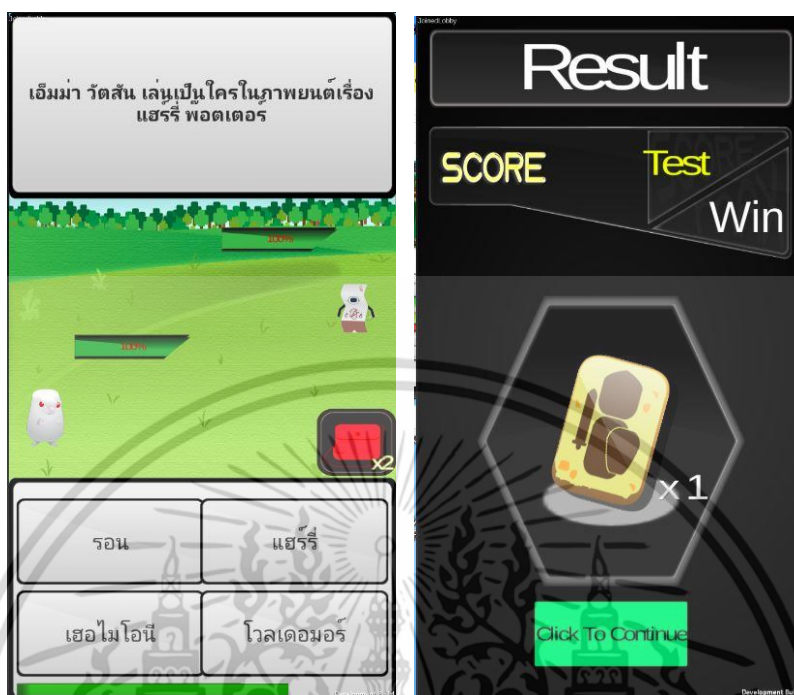 เอ็มม่า วัตสัน เล่นเป็นใครในภาพยนต์เรื่อง
แฮร์รี่ พ๊อตเตอร์
100%
100%
x2
รอน
แฮร์รี่
เฮอไมโอนี
โวลเดอมอร์
JoinedLobby
Result
SCORE
Test
Win
x 1
Click To Continue